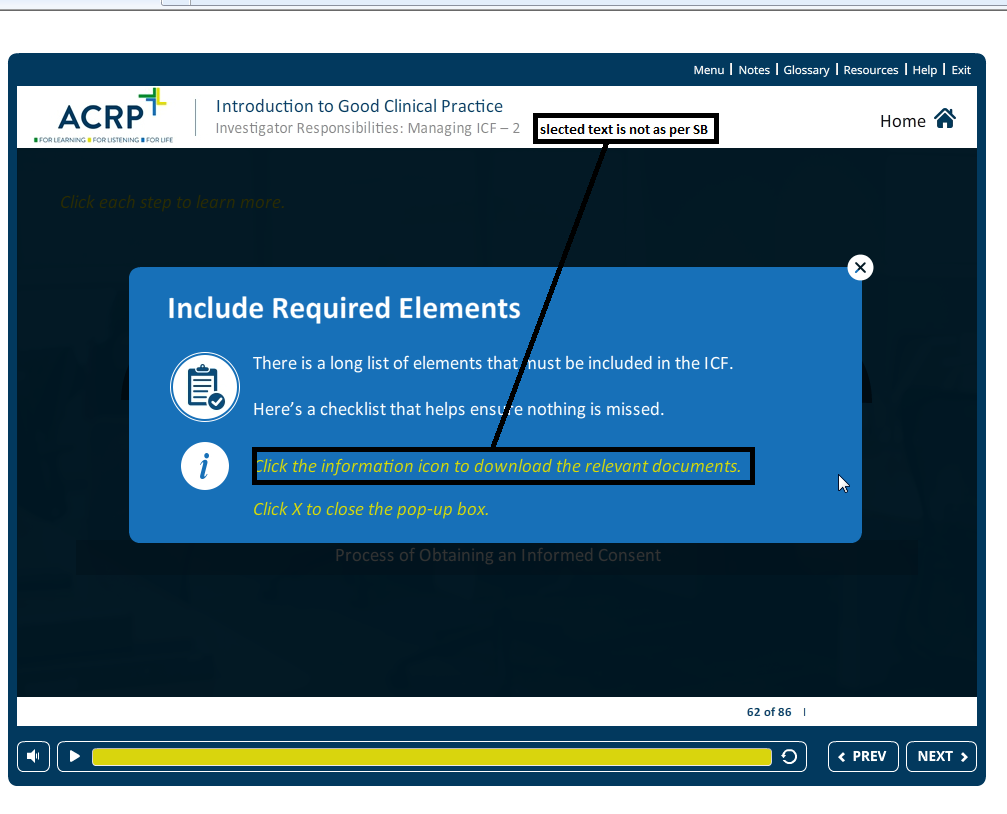 Menu | Notes | Glossary | Resources | Help | Exit
ACRP
FOR LEARNING FOR LISTENING FOR LIFE
Introduction to Good Clinical Practice
Investigator Responsibilities: Managing ICF – 2
slected text is not as per SB
Home
Click each step to learn more.
Include Required Elements
There is a long list of elements that must be included in the ICF.
Here's a checklist that helps ensure nothing is missed.
i
Click the information icon to download the relevant documents.
Click X to close the pop-up box.
Process of Obtaining an Informed Consent
62 of 86 |
PREV
NEXT